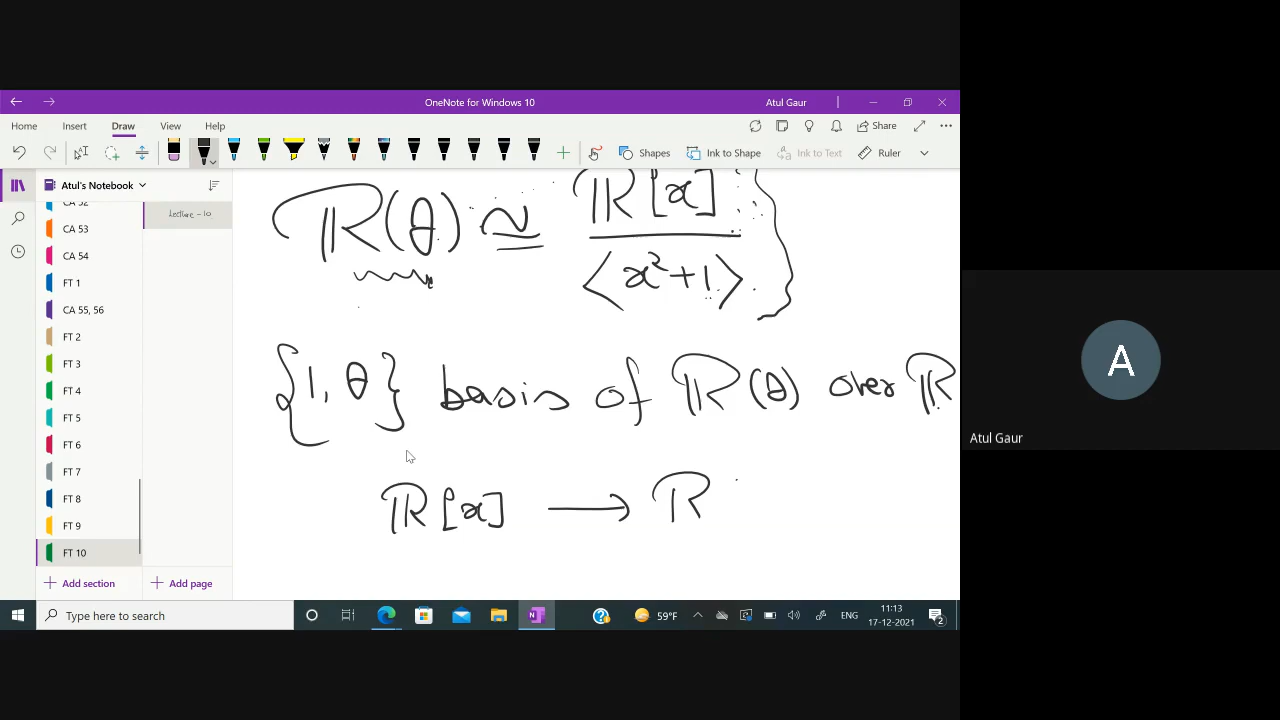 OneNote for Windows 10
Atul Gaur
Home Insert Draw View Help
Share
Shapes Ink to Shape Ink to Text Ruler
Atul's Notebook
Lecture - 10
CA 52
CA 53
CA 54
FT 1
CA 55, 56
FT 2
FT 3
FT 4
FT 5
FT 6
FT 7
FT 8
FT 9
FT 10
Add section Add page
ℝ(θ) ≅ ℝ[x] / ⟨x²+1⟩ }
{1, θ} basis of ℝ(θ) over ℝ
ℝ[x] ⟶ ℝ
A
Atul Gaur
Type here to search
59°F
ENG
11:13
17-12-2021
2